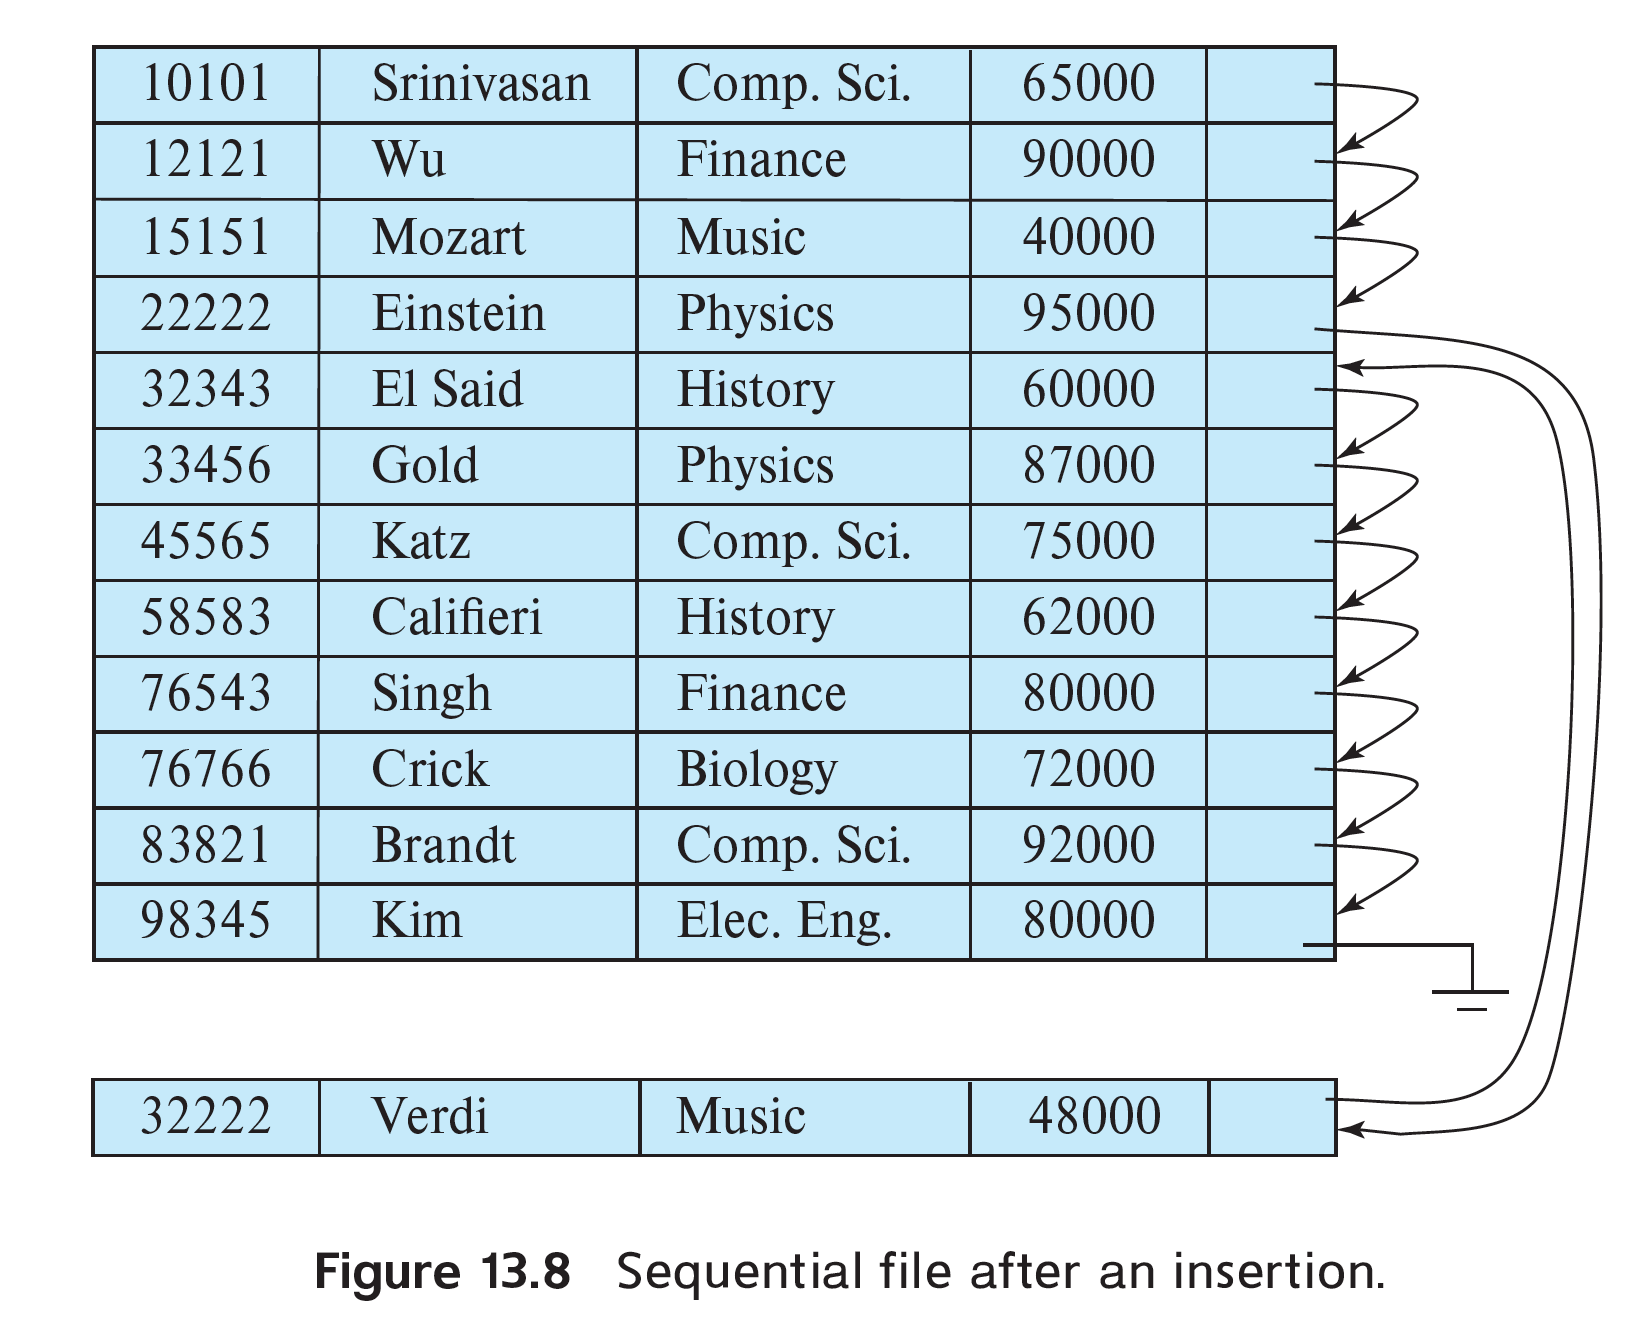 10101 Srinivasan Comp. Sci. 65000
12121 Wu Finance 90000
15151 Mozart Music 40000
22222 Einstein Physics 95000
32343 El Said History 60000
33456 Gold Physics 87000
45565 Katz Comp. Sci. 75000
58583 Califieri History 62000
76543 Singh Finance 80000
76766 Crick Biology 72000
83821 Brandt Comp. Sci. 92000
98345 Kim Elec. Eng. 80000
32222 Verdi Music 48000
Figure 13.8 Sequential file after an insertion.